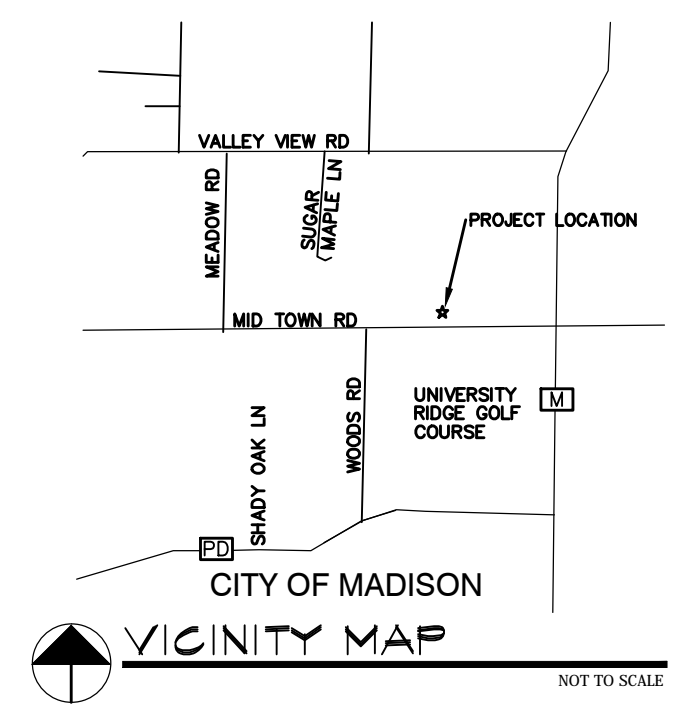 VALLEY VIEW RD
MEADOW RD
SUGAR
MAPLE LN
PROJECT LOCATION
MID TOWN RD
UNIVERSITY
RIDGE GOLF
COURSE
M
WOODS RD
SHADY OAK LN
PD
CITY OF MADISON
VICINITY MAP
NOT TO SCALE